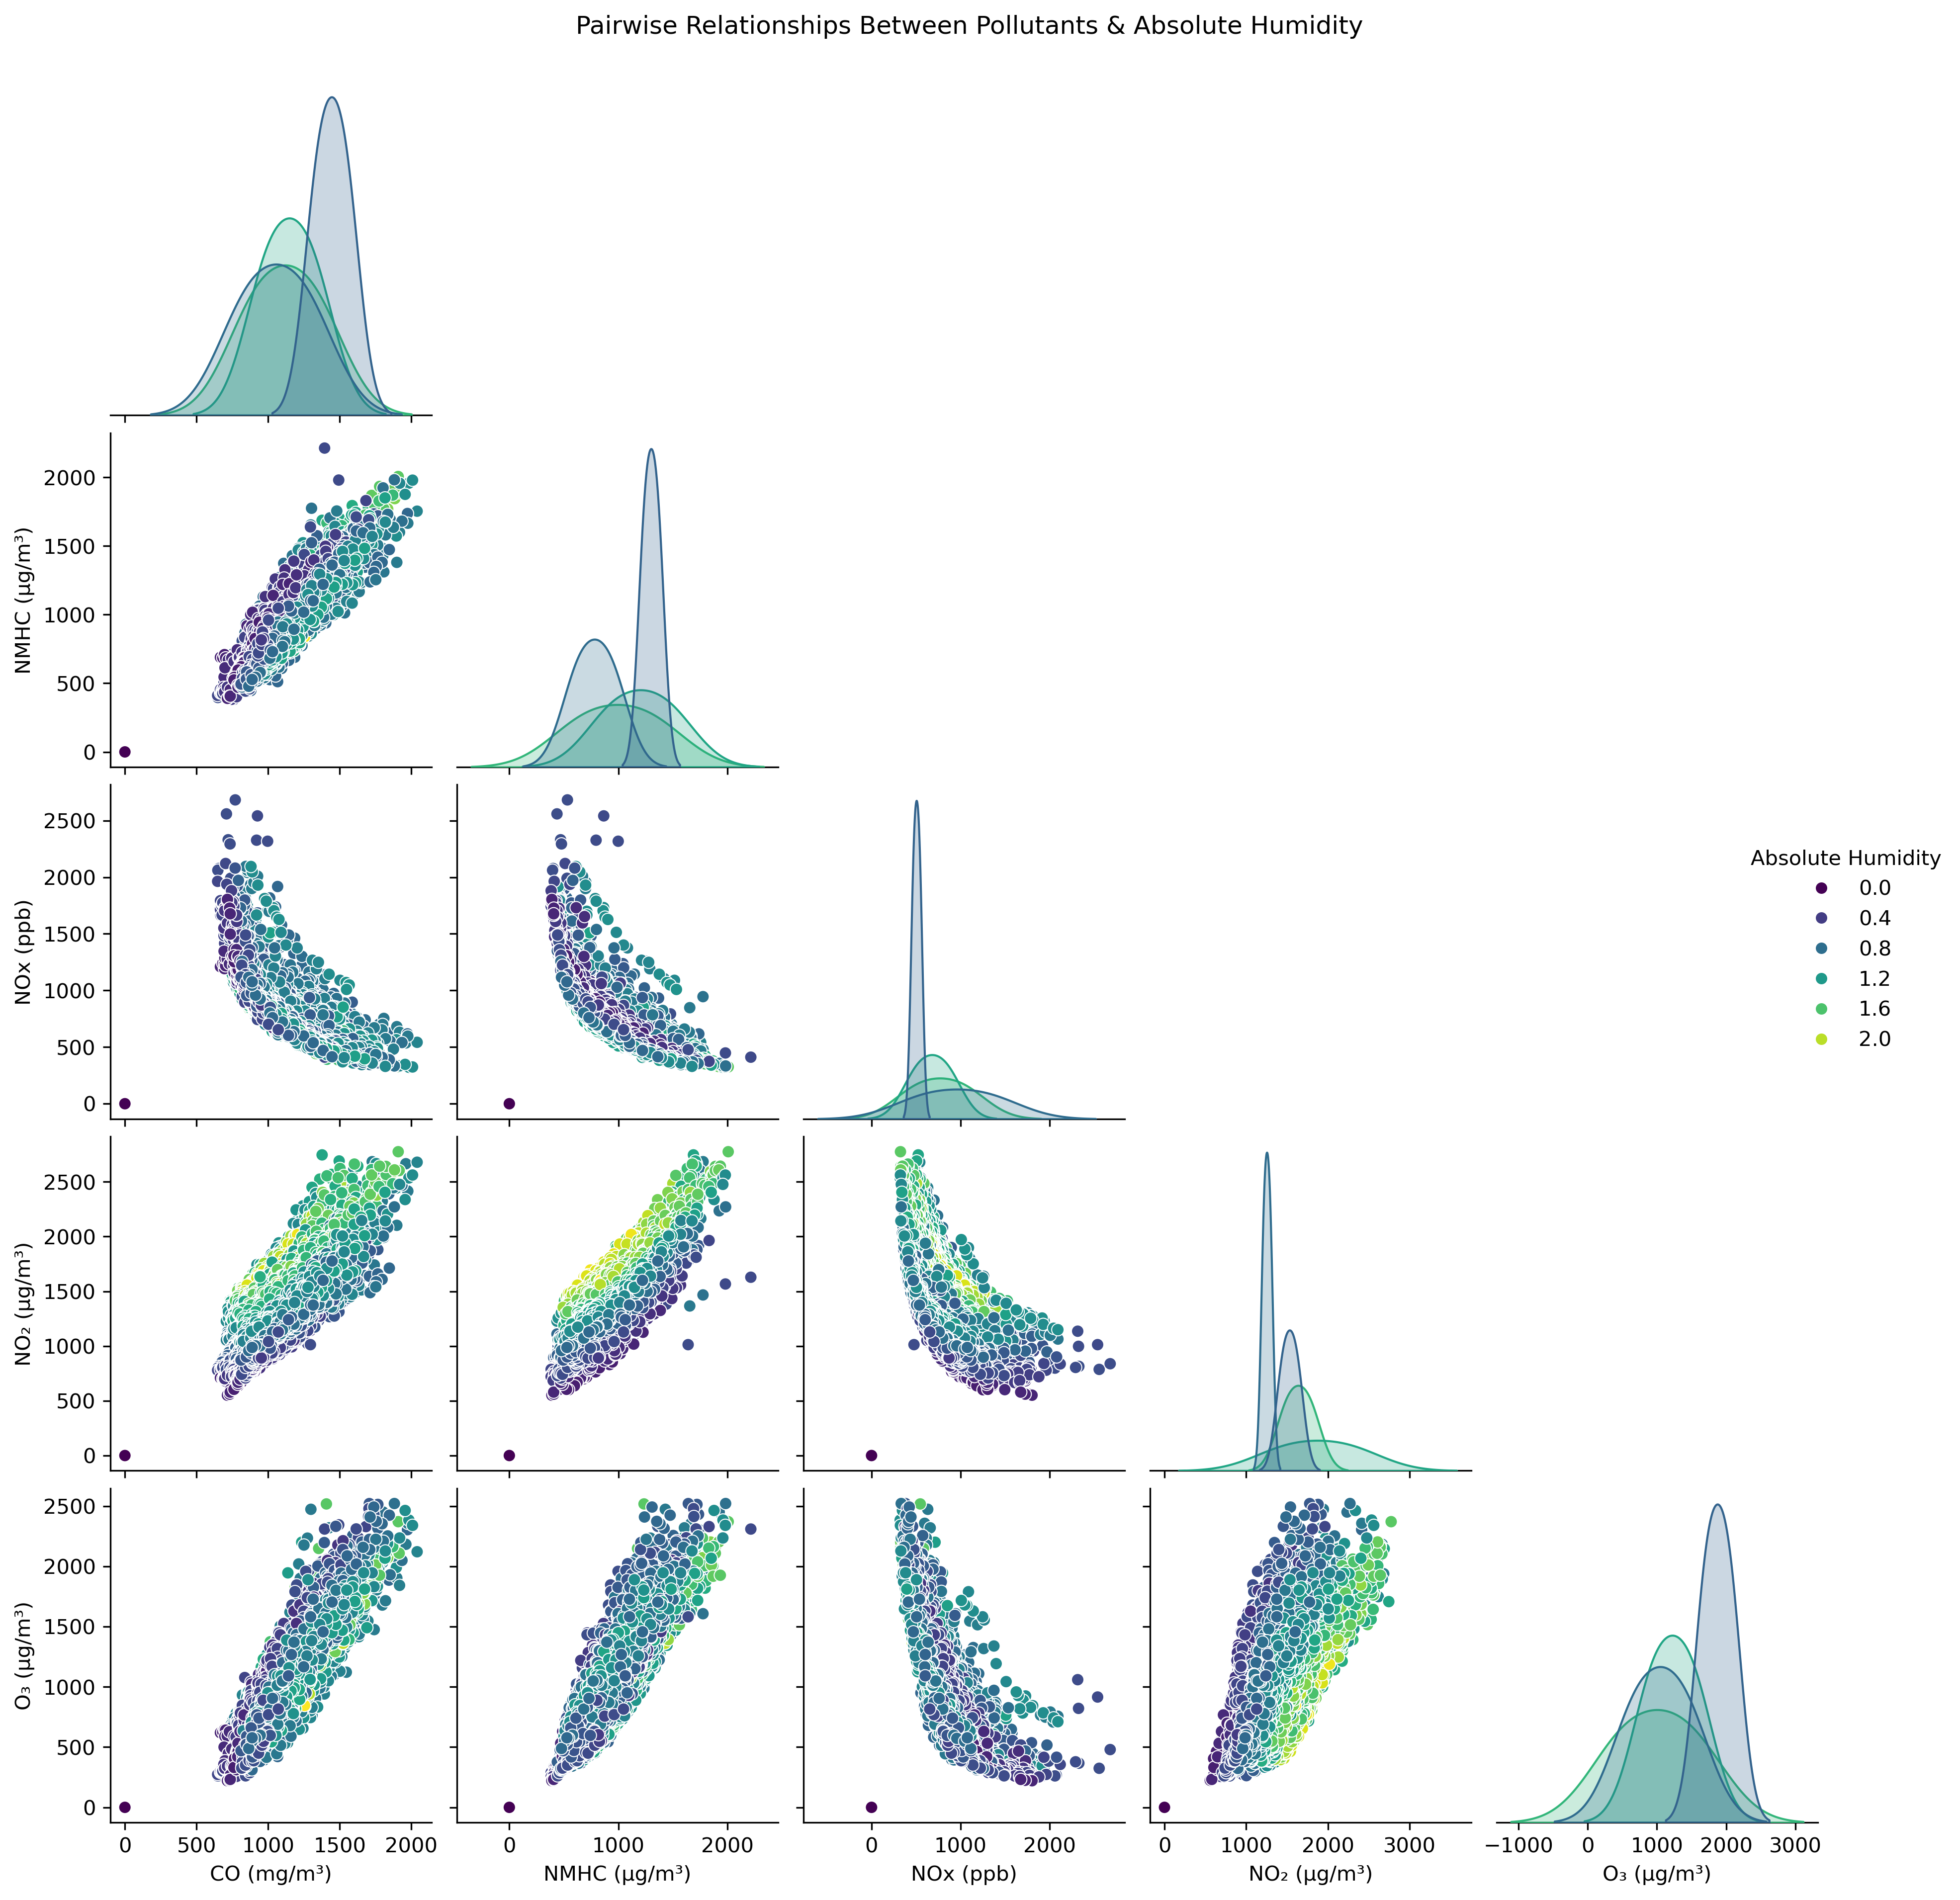 Pairwise Relationships Between Pollutants & Absolute Humidity
NMHC (µg/m³)
2000
1500
1000
500
0
NOx (ppb)
2500
2000
1500
1000
500
0
Absolute Humidity
0.0
0.4
0.8
1.2
1.6
2.0
NO₂ (µg/m³)
2500
2000
1500
1000
500
0
O₃ (µg/m³)
2500
2000
1500
1000
500
0
0 500 1000 1500 2000
CO (mg/m³)
0 1000 2000
NMHC (µg/m³)
0 1000 2000
NOx (ppb)
0 1000 2000 3000
NO₂ (µg/m³)
−1000 0 1000 2000 3000
O₃ (µg/m³)